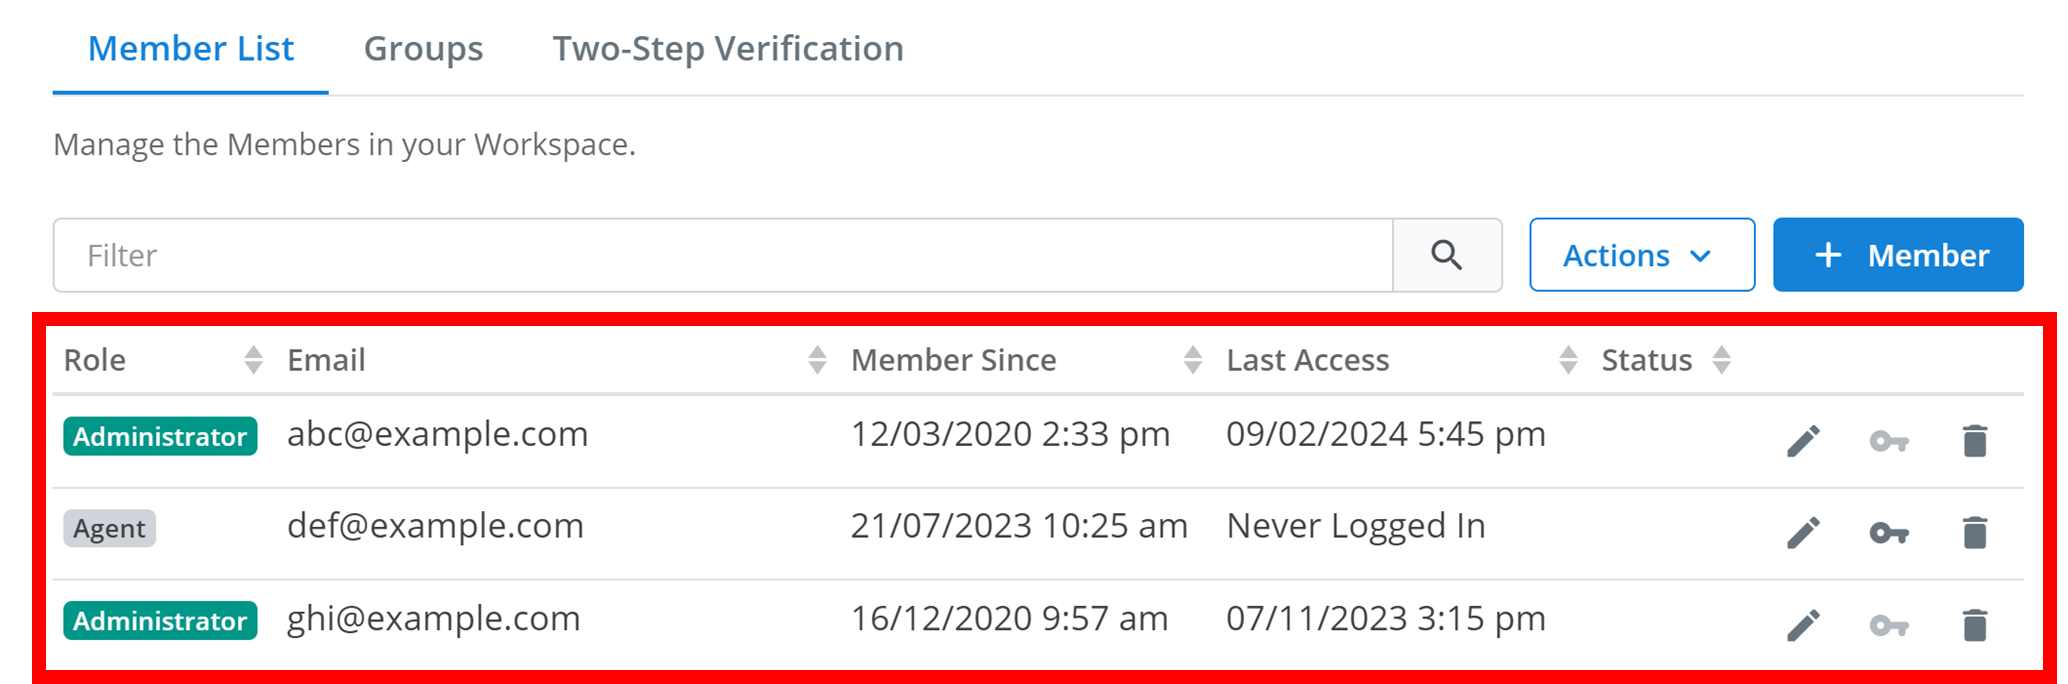 Member List Groups Two-Step Verification
Manage the Members in your Workspace.
Filter Actions + Member
Role Email Member Since Last Access Status
Administrator abc@example.com 12/03/2020 2:33 pm 09/02/2024 5:45 pm
Agent def@example.com 21/07/2023 10:25 am Never Logged In
Administrator ghi@example.com 16/12/2020 9:57 am 07/11/2023 3:15 pm